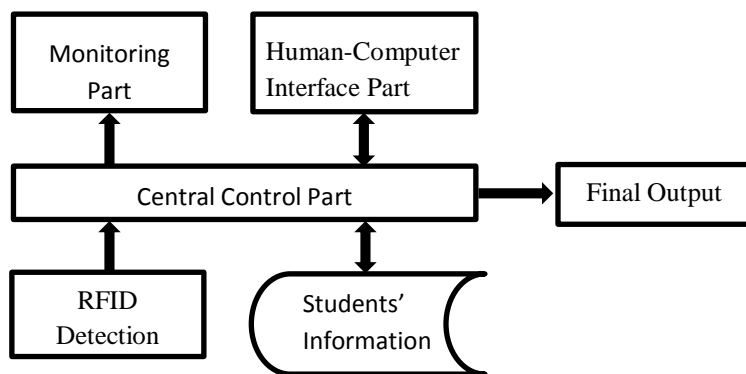 Monitoring
Part
Human-Computer
Interface Part
Central Control Part
Final Output
RFID
Detection
Students’
Information